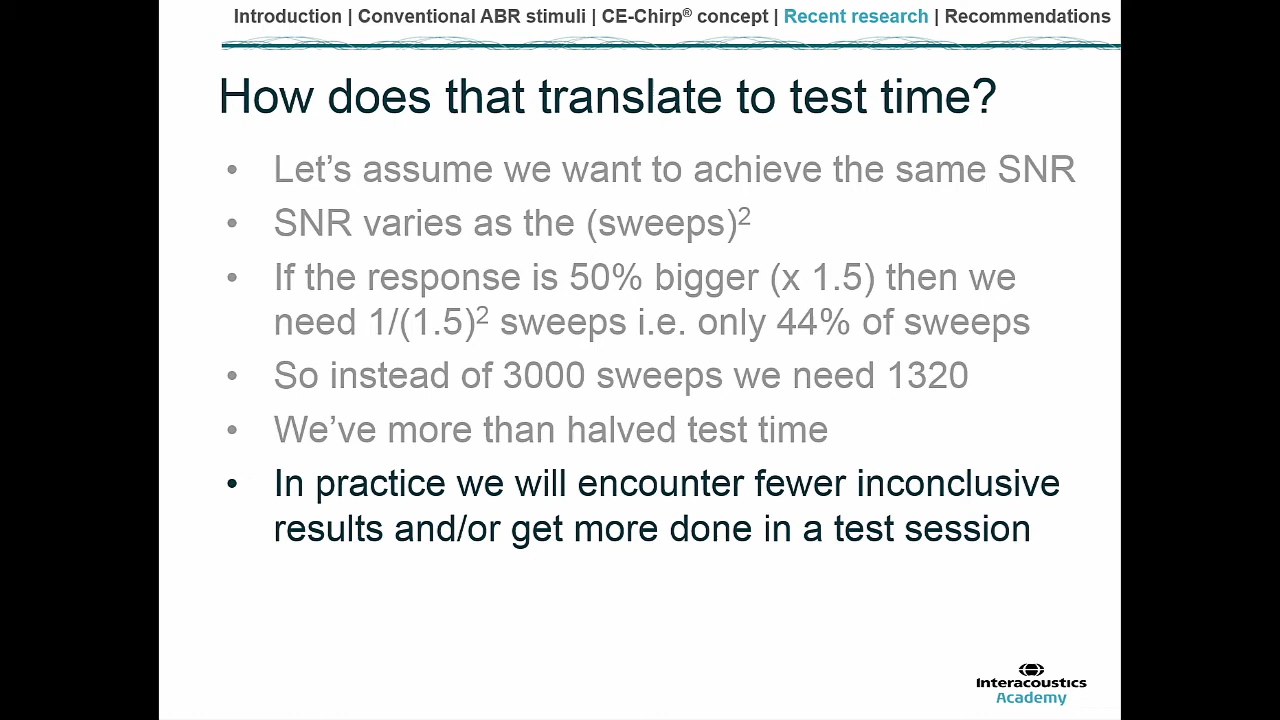 Introduction | Conventional ABR stimuli | CE-Chirp® concept | Recent research | Recommendations
How does that translate to test time?
• Let's assume we want to achieve the same SNR
• SNR varies as the (sweeps)²
• If the response is 50% bigger (x 1.5) then we
need 1/(1.5)² sweeps i.e. only 44% of sweeps
• So instead of 3000 sweeps we need 1320
• We've more than halved test time
• In practice we will encounter fewer inconclusive
results and/or get more done in a test session
Interacoustics
Academy